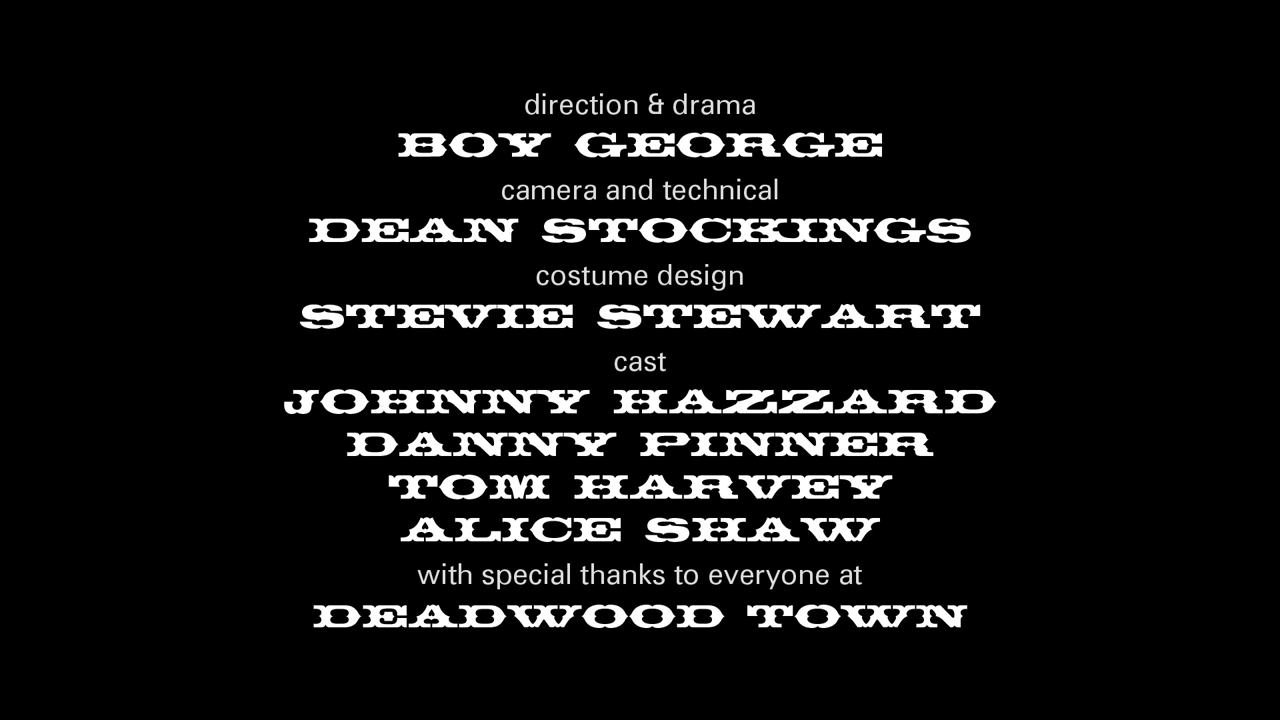 direction & drama
BOY GEORGE
camera and technical
DEAN STOCKINGS
costume design
STEVIE STEWART
cast
JOHNNY HAZZARD
DANNY PINNER
TOM HARVEY
ALICE SHAW
with special thanks to everyone at
DEADWOOD TOWN